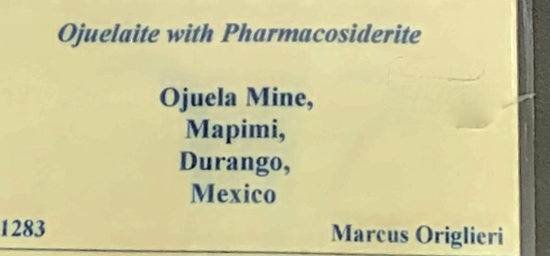 Ojuelaite with Pharmacosiderite
Ojuela Mine,
Mapimi,
Durango,
Mexico
1283 Marcus Origlieri